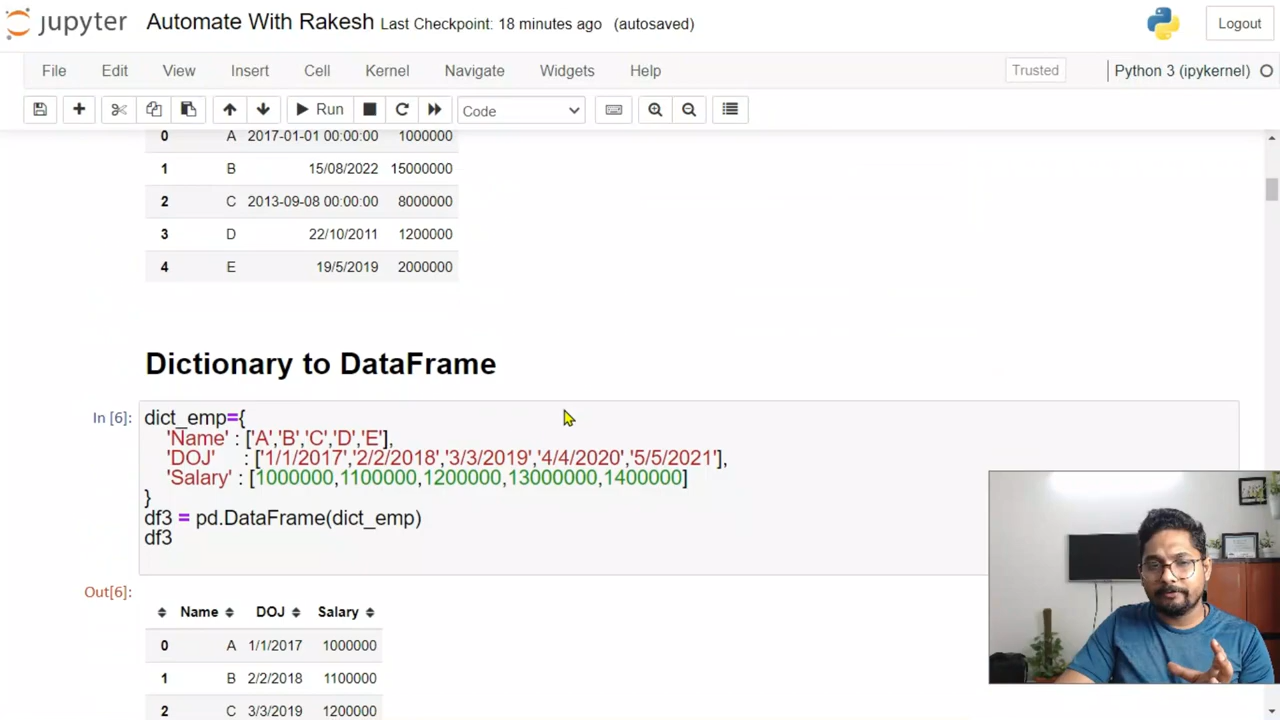 jupyter Automate With Rakesh Last Checkpoint: 18 minutes ago (autosaved) Logout
File Edit View Insert Cell Kernel Navigate Widgets Help Trusted Python 3 (ipykernel)
Run Code
0 A 2017-01-01 00:00:00 1000000
1 B 15/08/2022 15000000
2 C 2013-09-08 00:00:00 8000000
3 D 22/10/2011 1200000
4 E 19/5/2019 2000000
Dictionary to DataFrame
In [6]: dict_emp={
'Name' : ['A','B','C','D','E'],
'DOJ' : ['1/1/2017','2/2/2018','3/3/2019','4/4/2020','5/5/2021'],
'Salary' : [1000000,1100000,1200000,13000000,1400000]
}
df3 = pd.DataFrame(dict_emp)
df3
Out[6]:
Name DOJ Salary
0 A 1/1/2017 1000000
1 B 2/2/2018 1100000
2 C 3/3/2019 1200000